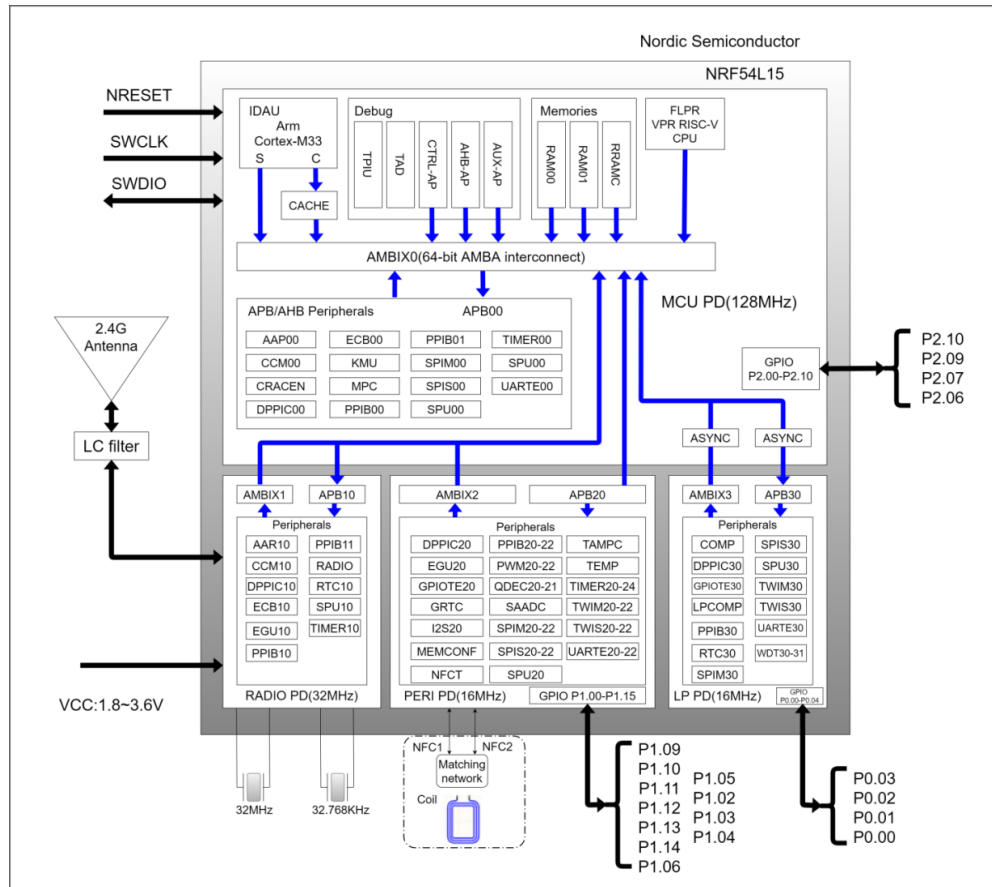 Nordic Semiconductor
NRF54L15
NRESET
SWCLK
SWDIO
IDAU
Arm
Cortex-M33
S C
CACHE
Debug
TPIU
TAD
CTRL-AP
AHB-AP
AUX-AP
Memories
RAM00
RAM01
RRAMC
FLPR
VPR RISC-V
CPU
AMBIX0(64-bit AMBA interconnect)
MCU PD(128MHz)
APB/AHB Peripherals APB00
AAP00 ECB00 PPIB01 TIMER00
CCM00 KMU SPIM00 SPU00
CRACEN MPC SPIS00 UARTE00
DPPIC00 PPIB00 SPU00
GPIO
P2.00-P2.10
P2.10
P2.09
P2.07
P2.06
2.4G
Antenna
LC filter
ASYNC ASYNC
AMBIX1 APB10
Peripherals
AAR10 PPIB11
CCM10 RADIO
DPPIC10 RTC10
ECB10 SPU10
EGU10 TIMER10
PPIB10
RADIO PD(32MHz)
AMBIX2 APB20
Peripherals
DPPIC20 PPIB20-22 TAMPC
EGU20 PWM20-22 TEMP
GPIOTE20 QDEC20-21 TIMER20-24
GRTC SAADC TWIM20-22
I2S20 SPIM20-22 TWIS20-22
MEMCONF SPIS20-22 UARTE20-22
NFCT SPU20
PERI PD(16MHz) GPIO P1.00-P1.15
AMBIX3 APB30
Peripherals
COMP SPIS30
DPPIC30 SPU30
GPIOTE30 TWIM30
LPCOMP TWIS30
PPIB30 UARTE30
RTC30 WDT30-31
SPIM30
LP PD(16MHz)
GPIO
P0.00-P0.04
VCC:1.8~3.6V
32MHz
32.768KHz
NFC1 NFC2
Matching
network
Coil
P1.09
P1.10
P1.11
P1.12
P1.13
P1.14
P1.06
P1.05
P1.02
P1.03
P1.04
P0.03
P0.02
P0.01
P0.00